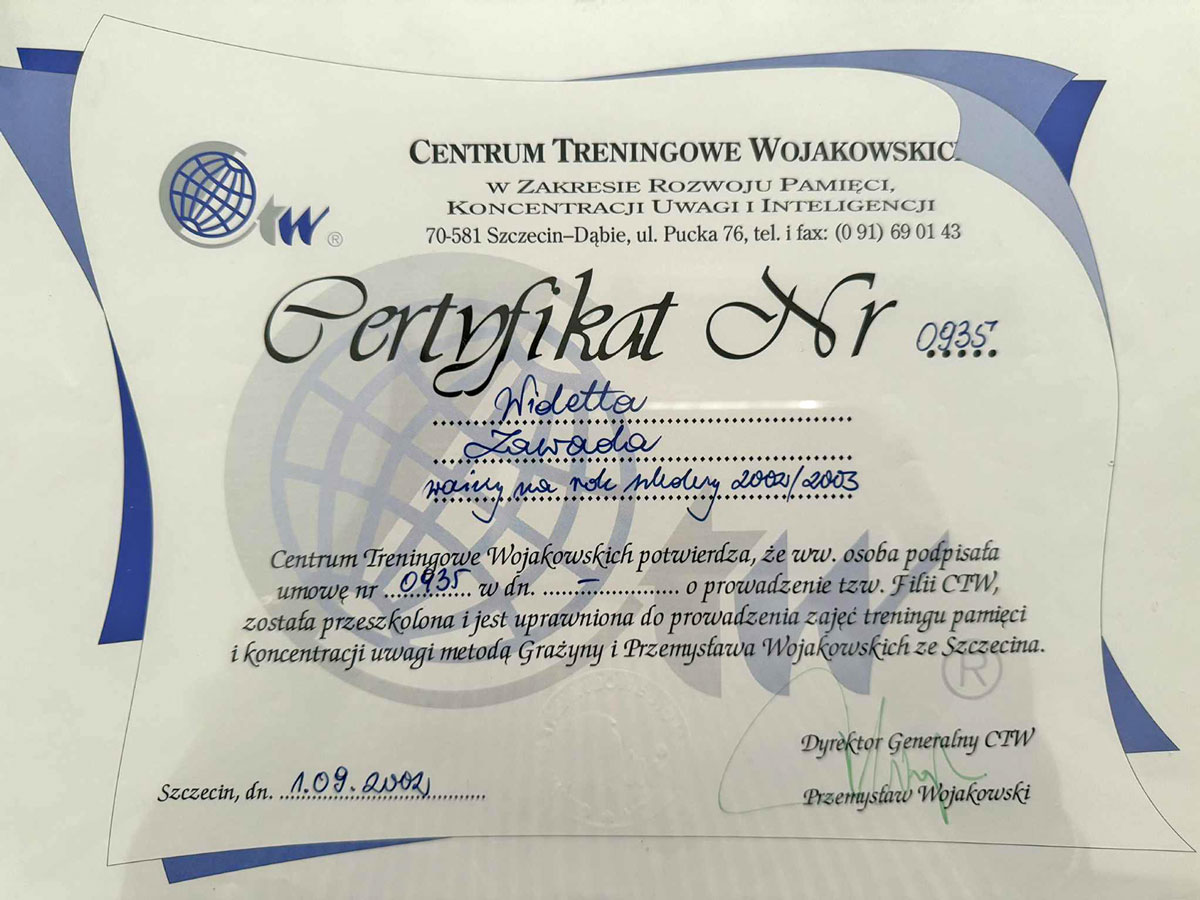 CENTRUM TRENINGOWE WOJAKOWSKIC
W ZAKRESIE ROZWOJU PAMIĘCI,
KONCENTRACJI UWAGI I INTELIGENCJI
70-581 Szczecin–Dąbie, ul. Pucka 76, tel. i fax: (0 91) 69 01 43
tw ®
Certyfikat Nr 0935
Widetta
Zawada
ważny na rok szkolny 2002/2003
Centrum Treningowe Wojakowskich potwierdza, że ww. osoba podpisała
umowę nr 0935 w dn. – o prowadzenie tzw. Filii CTW,
została przeszkolona i jest uprawniona do prowadzenia zajęć treningu pamięci
i koncentracji uwagi metodą Grażyny i Przemysława Wojakowskich ze Szczecina.
tw ®
Dyrektor Generalny CTW
Szczecin, dn. 1.09.2002
Przemysław Wojakowski